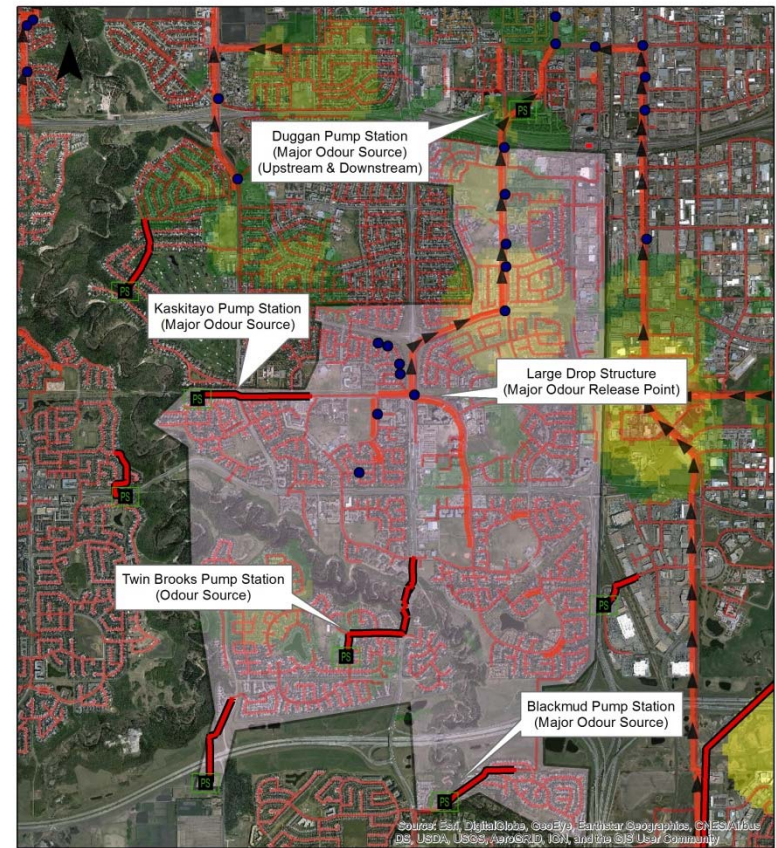 Duggan Pump Station
(Major Odour Source)
(Upstream & Downstream)
PS
PS
Kaskitayo Pump Station
(Major Odour Source)
Large Drop Structure
(Major Odour Release Point)
PS
PS
Twin Brooks Pump Station
(Odour Source)
PS
PS
Blackmud Pump Station
(Major Odour Source)
PS
PS
Source: Esri, DigitalGlobe, GeoEye, Earthstar Geographics, CNES/Airbus
DS, USDA, USGS, AeroGRID, IGN, and the GIS User Community